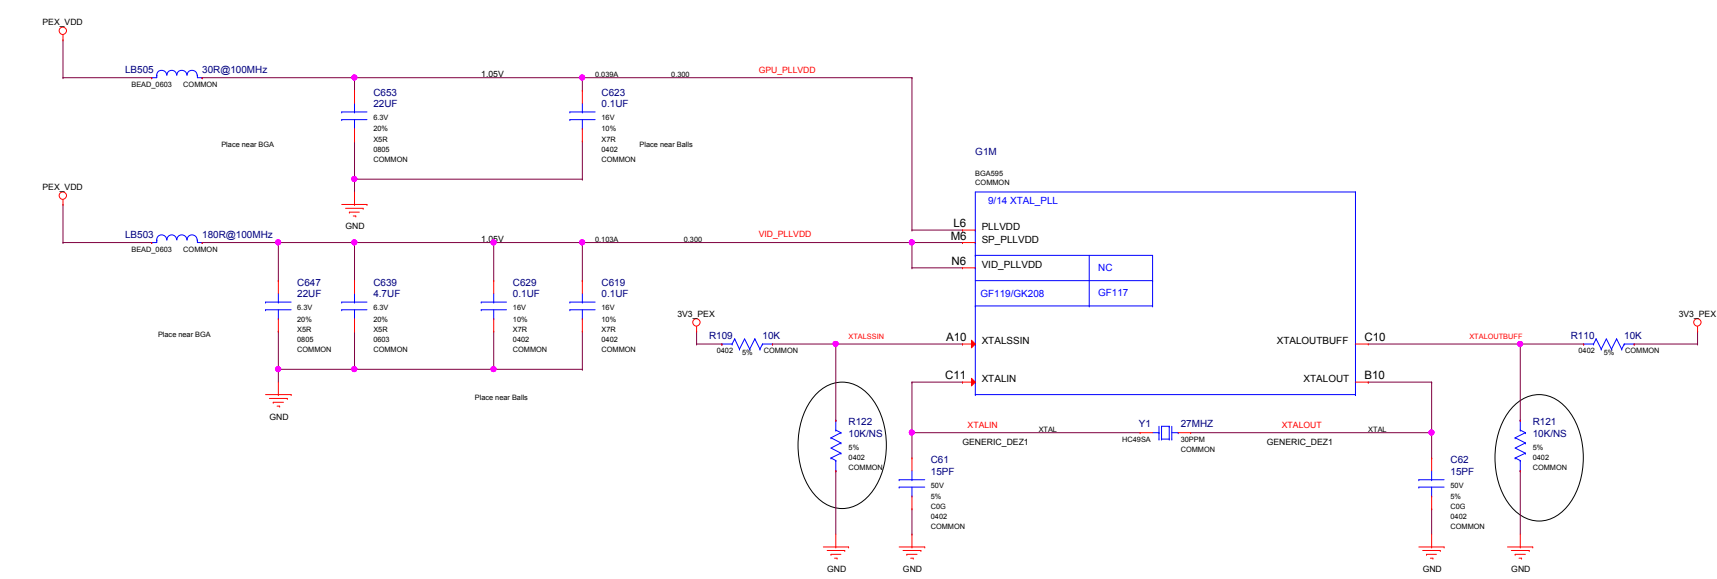 PEX_VDD
LB505 30R@100MHz
BEAD_0603 COMMON
1.05V 0.039A 0.300 GPU_PLLVDD
C653
22UF
6.3V
20%
X5R
0805
COMMON
Place near BGA
C623
0.1UF
16V
10%
X7R
0402
COMMON
Place near Balls
GND
PEX_VDD
LB503 180R@100MHz
BEAD_0603 COMMON
1.05V 0.103A 0.300 VID_PLLVDD
C647
22UF
6.3V
20%
X5R
0805
COMMON
Place near BGA
C639
4.7UF
6.3V
20%
X5R
0603
COMMON
C629
0.1UF
16V
10%
X7R
0402
COMMON
C619
0.1UF
16V
10%
X7R
0402
COMMON
Place near Balls
GND
G1M
BGA595
COMMON
9/14 XTAL_PLL
L6 PLLVDD
M6 SP_PLLVDD
N6 VID_PLLVDD NC
GF119/GK208 GF117
A10 XTALSSIN
C11 XTALIN
XTALOUTBUFF C10
XTALOUT B10
3V3_PEX
R109 10K
0402 5% COMMON
XTALSSIN
R122
10K/NS
5%
0402
COMMON
GND
XTALIN XTAL
GENERIC_DEZ1
C61
15PF
50V
5%
C0G
0402
COMMON
GND
Y1 27MHZ
HC49SA 30PPM
COMMON
XTALOUT XTAL
GENERIC_DEZ1
C62
15PF
50V
5%
C0G
0402
COMMON
GND
XTALOUTBUFF
R110 10K
0402 5% COMMON
3V3_PEX
R121
10K/NS
5%
0402
COMMON
GND